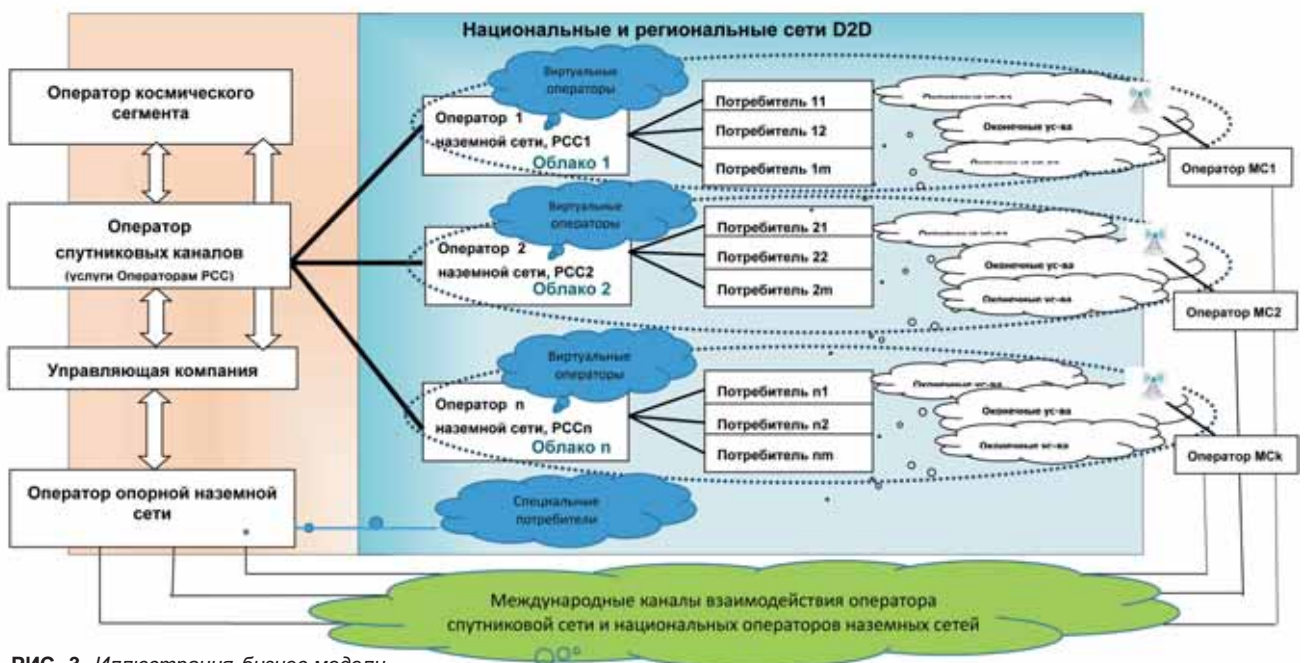 Национальные и региональные сети D2D
Оператор космического
сегмента
Оператор
спутниковых каналов
(услуги Операторам РСС)
Управляющая компания
Оператор опорной наземной
сети
Виртуальные
операторы
Оператор 1
наземной сети, РСС1
Облако 1
Потребитель 11
Потребитель 12
Потребитель 1m
Оконечные ус-ва
Оператор МС1
Виртуальные
операторы
Оператор 2
наземной сети, РСС2
Облако 2
Потребитель 21
Потребитель 22
Потребитель 2m
Оконечные ус-ва
Оконечные ус-ва
Оператор МС2
Виртуальные
операторы
Оператор n
наземной сети, РССn
Облако n
Потребитель n1
Потребитель n2
Потребитель nm
Оконечные ус-ва
Оконечные ус-ва
Оператор МСk
Специальные
потребители
Международные каналы взаимодействия оператора
спутниковой сети и национальных операторов наземных сетей
РИС. 3. Иллюстрация бизнес модели